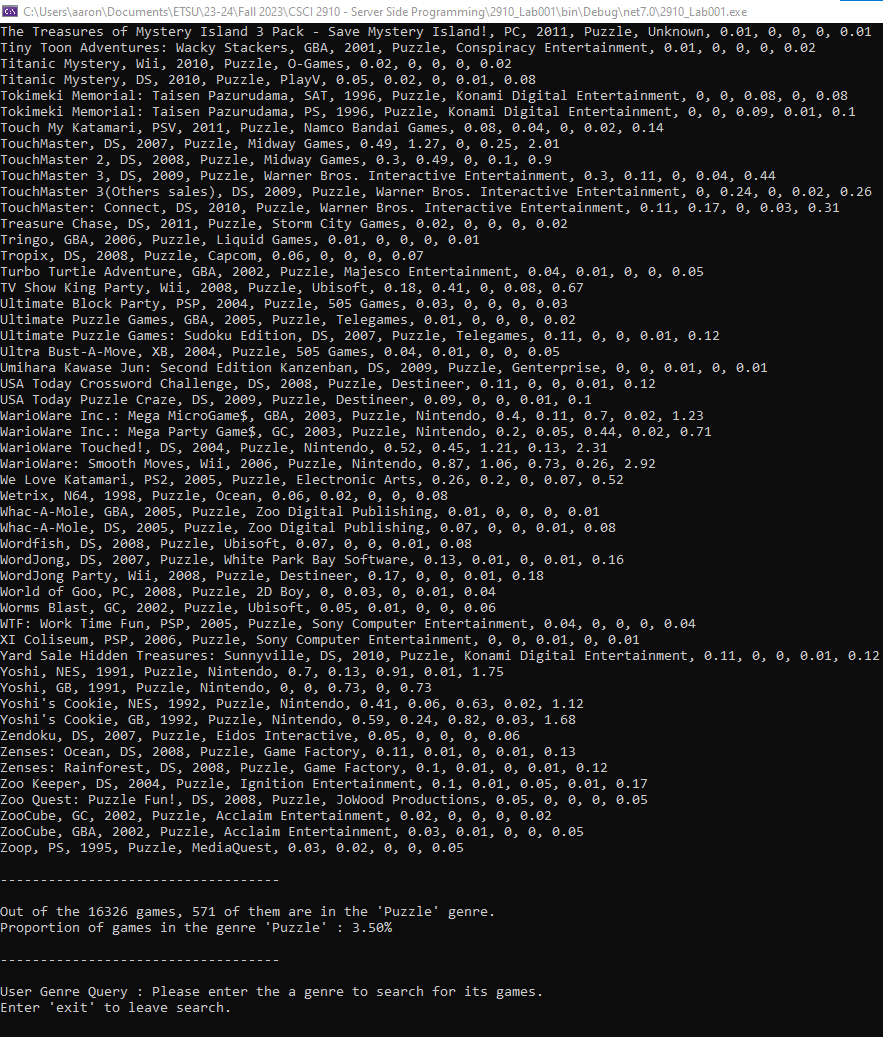 C:\Users\aaron\Documents\ETSU\23-24\Fall 2023\CSCI 2910 - Server Side Programming\2910_Lab001\bin\Debug\net7.0\2910_Lab001.exe
The Treasures of Mystery Island 3 Pack - Save Mystery Island!, PC, 2011, Puzzle, Unknown, 0.01, 0, 0, 0, 0.01
Tiny Toon Adventures: Wacky Stackers, GBA, 2001, Puzzle, Conspiracy Entertainment, 0.01, 0, 0, 0, 0.02
Titanic Mystery, Wii, 2010, Puzzle, O-Games, 0.02, 0, 0, 0, 0.02
Titanic Mystery, DS, 2010, Puzzle, PlayV, 0.05, 0.02, 0, 0.01, 0.08
Tokimeki Memorial: Taisen Pazurudama, SAT, 1996, Puzzle, Konami Digital Entertainment, 0, 0, 0.08, 0, 0.08
Tokimeki Memorial: Taisen Pazurudama, PS, 1996, Puzzle, Konami Digital Entertainment, 0, 0, 0.09, 0.01, 0.1
Touch My Katamari, PSV, 2011, Puzzle, Namco Bandai Games, 0.08, 0.04, 0, 0.02, 0.14
TouchMaster, DS, 2007, Puzzle, Midway Games, 0.49, 1.27, 0, 0.25, 2.01
TouchMaster 2, DS, 2008, Puzzle, Midway Games, 0.3, 0.49, 0, 0.1, 0.9
TouchMaster 3, DS, 2009, Puzzle, Warner Bros. Interactive Entertainment, 0.3, 0.11, 0, 0.04, 0.44
TouchMaster 3(Others sales), DS, 2009, Puzzle, Warner Bros. Interactive Entertainment, 0, 0.24, 0, 0.02, 0.26
TouchMaster: Connect, DS, 2010, Puzzle, Warner Bros. Interactive Entertainment, 0.11, 0.17, 0, 0.03, 0.31
Treasure Chase, DS, 2011, Puzzle, Storm City Games, 0.02, 0, 0, 0, 0.02
Tringo, GBA, 2006, Puzzle, Liquid Games, 0.01, 0, 0, 0, 0.01
Tropix, DS, 2008, Puzzle, Capcom, 0.06, 0, 0, 0, 0.07
Turbo Turtle Adventure, GBA, 2002, Puzzle, Majesco Entertainment, 0.04, 0.01, 0, 0, 0.05
TV Show King Party, Wii, 2008, Puzzle, Ubisoft, 0.18, 0.41, 0, 0.08, 0.67
Ultimate Block Party, PSP, 2004, Puzzle, 505 Games, 0.03, 0, 0, 0, 0.03
Ultimate Puzzle Games, GBA, 2005, Puzzle, Telegames, 0.01, 0, 0, 0, 0.02
Ultimate Puzzle Games: Sudoku Edition, DS, 2007, Puzzle, Telegames, 0.11, 0, 0, 0.01, 0.12
Ultra Bust-A-Move, XB, 2004, Puzzle, 505 Games, 0.04, 0.01, 0, 0, 0.05
Umihara Kawase Jun: Second Edition Kanzenban, DS, 2009, Puzzle, Genterprise, 0, 0, 0.01, 0, 0.01
USA Today Crossword Challenge, DS, 2008, Puzzle, Destineer, 0.11, 0, 0, 0.01, 0.12
USA Today Puzzle Craze, DS, 2009, Puzzle, Destineer, 0.09, 0, 0, 0.01, 0.1
WarioWare Inc.: Mega MicroGame$, GBA, 2003, Puzzle, Nintendo, 0.4, 0.11, 0.7, 0.02, 1.23
WarioWare Inc.: Mega Party Game$, GC, 2003, Puzzle, Nintendo, 0.2, 0.05, 0.44, 0.02, 0.71
WarioWare Touched!, DS, 2004, Puzzle, Nintendo, 0.52, 0.45, 1.21, 0.13, 2.31
WarioWare: Smooth Moves, Wii, 2006, Puzzle, Nintendo, 0.87, 1.06, 0.73, 0.26, 2.92
We Love Katamari, PS2, 2005, Puzzle, Electronic Arts, 0.26, 0.2, 0, 0.07, 0.52
Wetrix, N64, 1998, Puzzle, Ocean, 0.06, 0.02, 0, 0, 0.08
Whac-A-Mole, GBA, 2005, Puzzle, Zoo Digital Publishing, 0.01, 0, 0, 0, 0.01
Whac-A-Mole, DS, 2005, Puzzle, Zoo Digital Publishing, 0.07, 0, 0, 0.01, 0.08
Wordfish, DS, 2008, Puzzle, Ubisoft, 0.07, 0, 0, 0.01, 0.08
WordJong, DS, 2007, Puzzle, White Park Bay Software, 0.13, 0.01, 0, 0.01, 0.16
WordJong Party, Wii, 2008, Puzzle, Destineer, 0.17, 0, 0, 0.01, 0.18
World of Goo, PC, 2008, Puzzle, 2D Boy, 0, 0.03, 0, 0.01, 0.04
Worms Blast, GC, 2002, Puzzle, Ubisoft, 0.05, 0.01, 0, 0, 0.06
WTF: Work Time Fun, PSP, 2005, Puzzle, Sony Computer Entertainment, 0.04, 0, 0, 0, 0.04
XI Coliseum, PSP, 2006, Puzzle, Sony Computer Entertainment, 0, 0, 0.01, 0, 0.01
Yard Sale Hidden Treasures: Sunnyville, DS, 2010, Puzzle, Konami Digital Entertainment, 0.11, 0, 0, 0.01, 0.12
Yoshi, NES, 1991, Puzzle, Nintendo, 0.7, 0.13, 0.91, 0.01, 1.75
Yoshi, GB, 1991, Puzzle, Nintendo, 0, 0, 0.73, 0, 0.73
Yoshi's Cookie, NES, 1992, Puzzle, Nintendo, 0.41, 0.06, 0.63, 0.02, 1.12
Yoshi's Cookie, GB, 1992, Puzzle, Nintendo, 0.59, 0.24, 0.82, 0.03, 1.68
Zendoku, DS, 2007, Puzzle, Eidos Interactive, 0.05, 0, 0, 0, 0.06
Zenses: Ocean, DS, 2008, Puzzle, Game Factory, 0.11, 0.01, 0, 0.01, 0.13
Zenses: Rainforest, DS, 2008, Puzzle, Game Factory, 0.1, 0.01, 0, 0.01, 0.12
Zoo Keeper, DS, 2004, Puzzle, Ignition Entertainment, 0.1, 0.01, 0.05, 0.01, 0.17
Zoo Quest: Puzzle Fun!, DS, 2008, Puzzle, JoWood Productions, 0.05, 0, 0, 0, 0.05
ZooCube, GC, 2002, Puzzle, Acclaim Entertainment, 0.02, 0, 0, 0, 0.02
ZooCube, GBA, 2002, Puzzle, Acclaim Entertainment, 0.03, 0.01, 0, 0, 0.05
Zoop, PS, 1995, Puzzle, MediaQuest, 0.03, 0.02, 0, 0, 0.05
-----------------------------------
Out of the 16326 games, 571 of them are in the 'Puzzle' genre.
Proportion of games in the genre 'Puzzle' : 3.50%
-----------------------------------
User Genre Query : Please enter the a genre to search for its games.
Enter 'exit' to leave search.